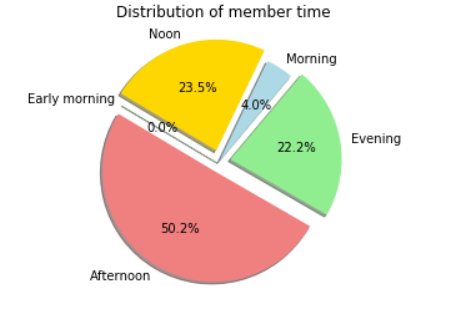 Distribution of member time
Noon
Morning
23.5%
Early morning
4.0%
0.0%
Evening
22.2%
50.2%
Afternoon